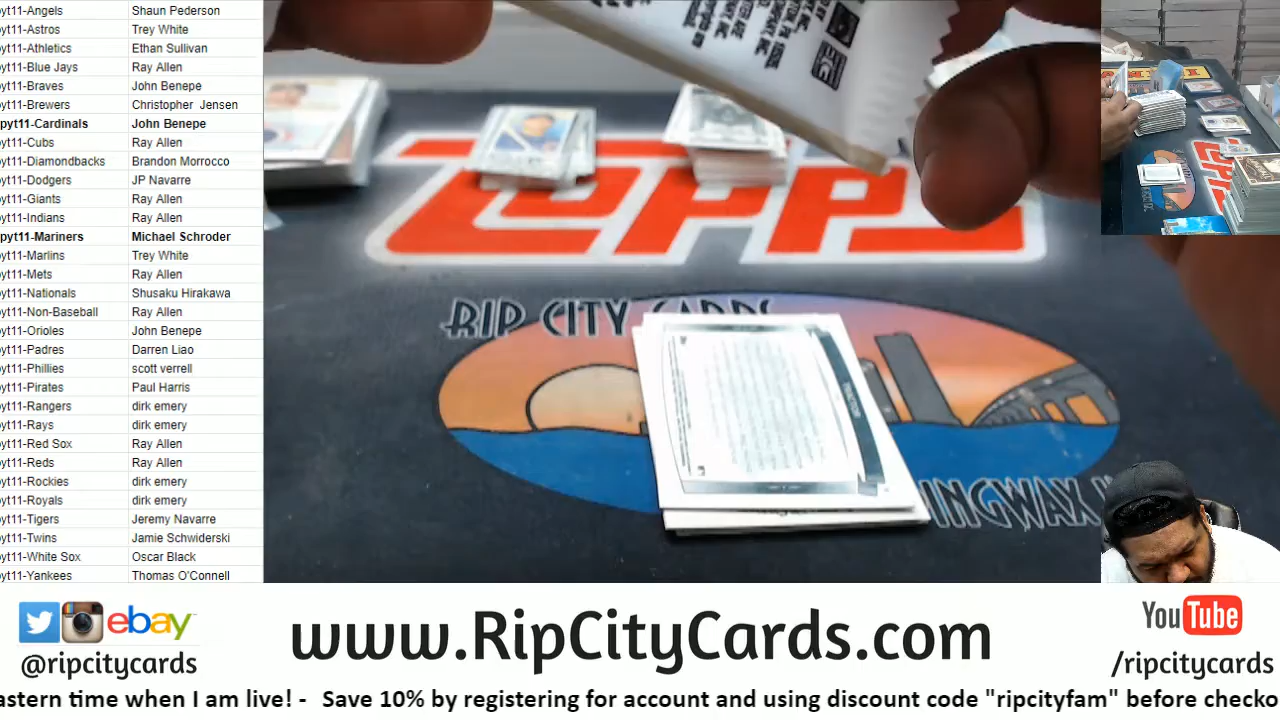 pyt11-Angels Shaun Pederson
pyt11-Astros Trey White
pyt11-Athletics Ethan Sullivan
pyt11-Blue Jays Ray Allen
pyt11-Braves John Benepe
pyt11-Brewers Christopher Jensen
pyt11-Cardinals John Benepe
pyt11-Cubs Ray Allen
pyt11-Diamondbacks Brandon Morrocco
pyt11-Dodgers JP Navarre
pyt11-Giants Ray Allen
pyt11-Indians Ray Allen
pyt11-Mariners Michael Schroder
pyt11-Marlins Trey White
pyt11-Mets Ray Allen
pyt11-Nationals Shusaku Hirakawa
pyt11-Non-Baseball Ray Allen
pyt11-Orioles John Benepe
pyt11-Padres Darren Liao
pyt11-Phillies scott verrell
pyt11-Pirates Paul Harris
pyt11-Rangers dirk emery
pyt11-Rays dirk emery
pyt11-Red Sox Ray Allen
pyt11-Reds Ray Allen
pyt11-Rockies dirk emery
pyt11-Royals dirk emery
pyt11-Tigers Jeremy Navarre
pyt11-Twins Jamie Schwiderski
pyt11-White Sox Oscar Black
pyt11-Yankees Thomas O'Connell
TOPPS
RIP CITY CARDS
INGWAX
ebay
@ripcitycards
www.RipCityCards.com
YouTube
/ripcitycards
astern time when I am live! - Save 10% by registering for account and using discount code "ripcityfam" before checko